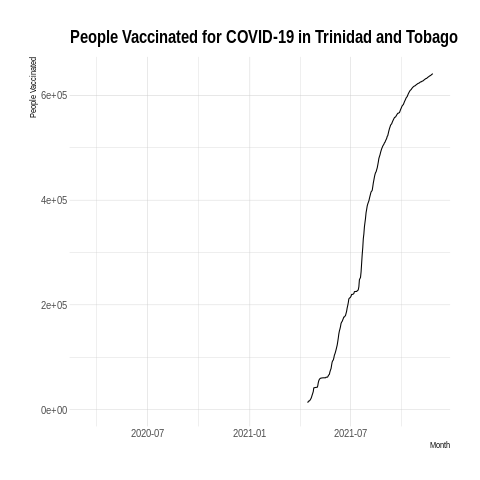 People Vaccinated for COVID-19 in Trinidad and Tobago
People Vaccinated
6e+05
4e+05
2e+05
0e+00
2020-07 2021-01 2021-07
Month